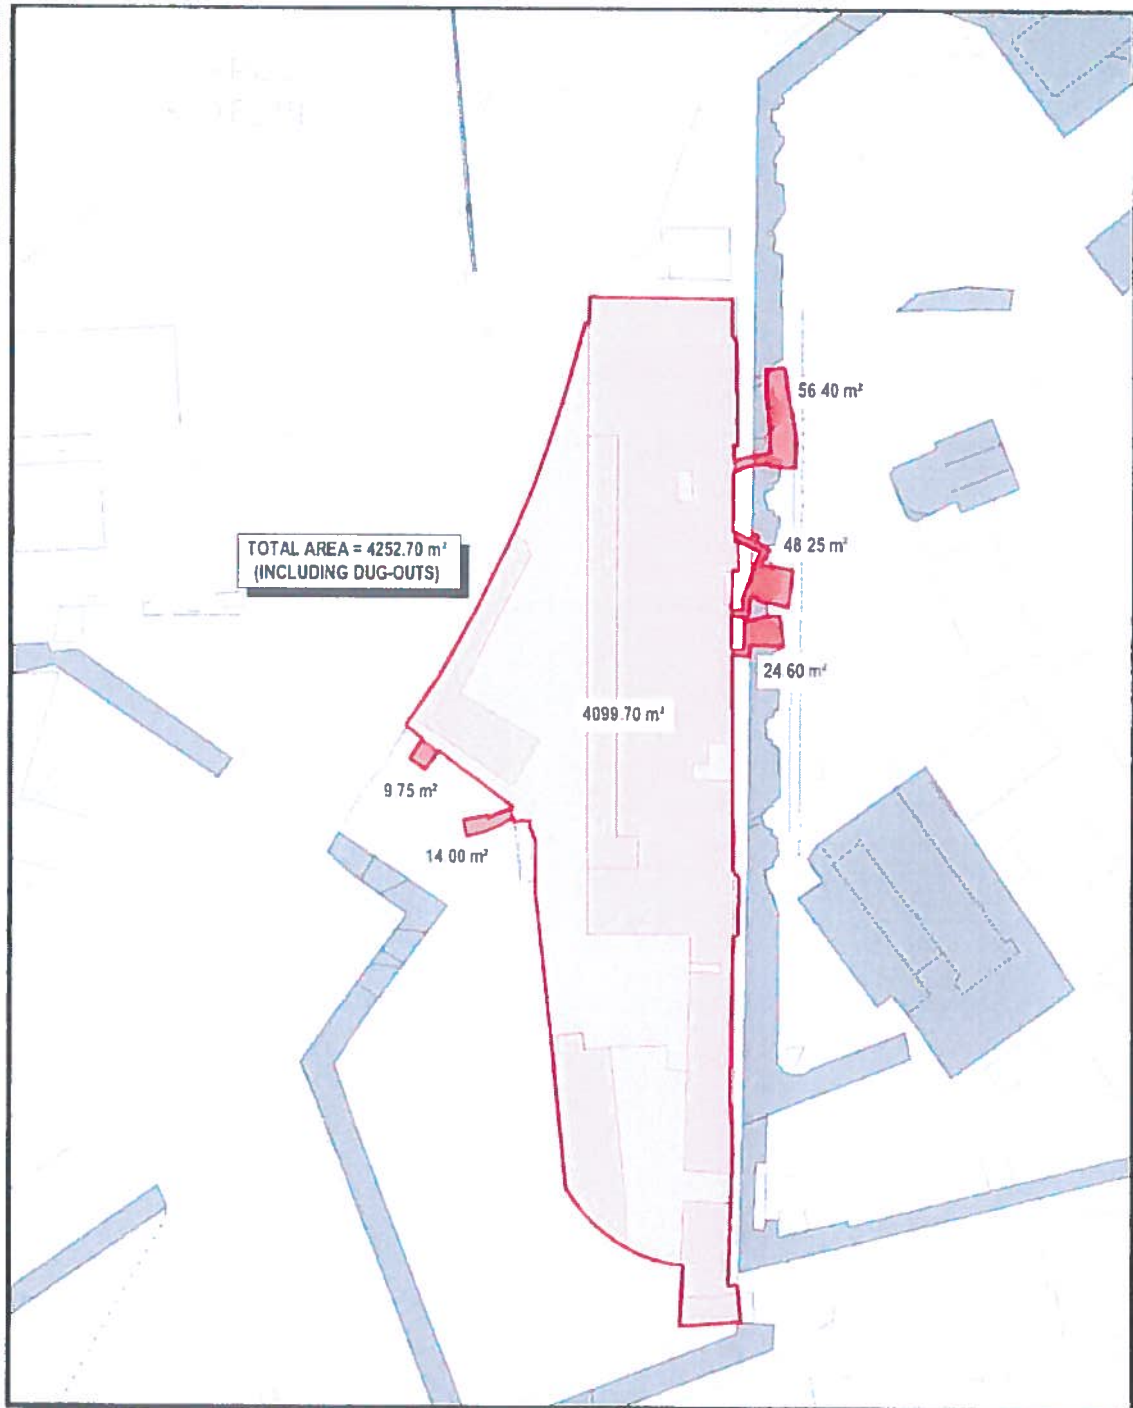 56 40 m²
48 25 m²
TOTAL AREA = 4252.70 m²
(INCLUDING DUG-OUTS)
24 60 m²
4099.70 m²
9 75 m²
14 00 m²